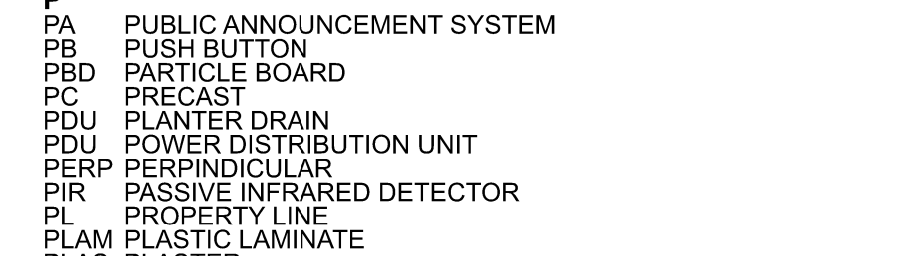 P
PA PUBLIC ANNOUNCEMENT SYSTEM
PB PUSH BUTTON
PBD PARTICLE BOARD
PC PRECAST
PDU PLANTER DRAIN
PDU POWER DISTRIBUTION UNIT
PERP PERPINDICULAR
PIR PASSIVE INFRARED DETECTOR
PL PROPERTY LINE
PLAM PLASTIC LAMINATE